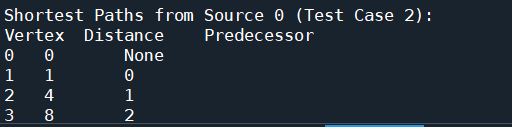 Shortest Paths from Source 0 (Test Case 2):
Vertex  Distance    Predecessor
0   0       None
1   1       0
2   4       1
3   8       2